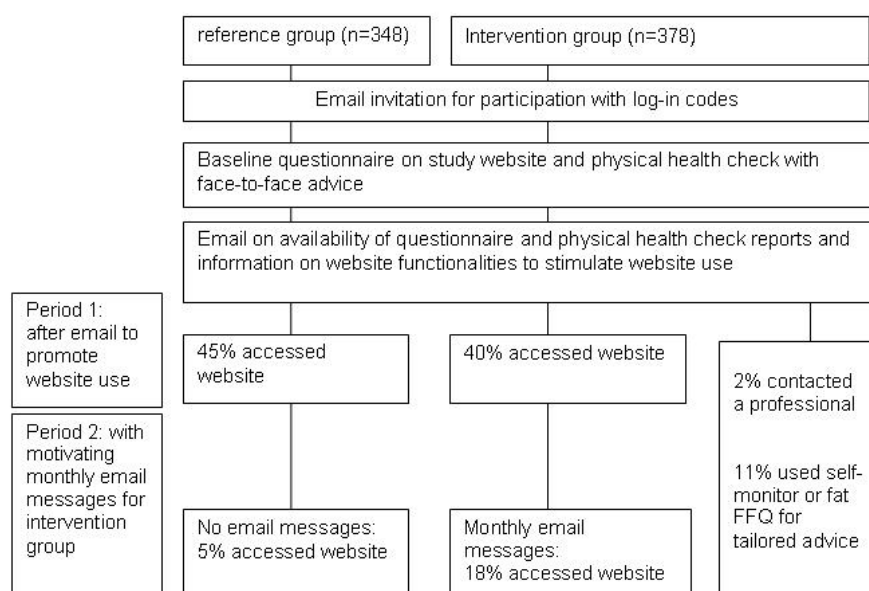 reference group (n=348)
Intervention group (n=378)
Email invitation for participation with log-in codes
Baseline questionnaire on study website and physical health check with
face-to-face advice
Email on availability of questionnaire and physical health check reports and
information on website functionalities to stimulate website use
Period 1:
after email to
promote
website use
45% accessed
website
40% accessed website
2% contacted
a professional
11% used self-
monitor or fat
FFQ for
tailored advice
Period 2: with
motivating
monthly email
messages for
intervention
group
No email messages:
5% accessed website
Monthly email
messages:
18% accessed website